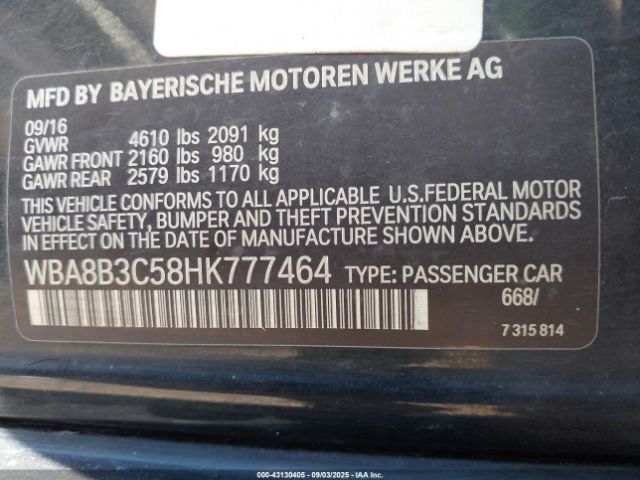 MFD BY BAYERISCHE MOTOREN WERKE AG
09/16
GVWR 4610 lbs 2091 kg
GAWR FRONT 2160 lbs 980 kg
GAWR REAR 2579 lbs 1170 kg
THIS VEHICLE CONFORMS TO ALL APPLICABLE U.S.FEDERAL MOTOR
VEHICLE SAFETY, BUMPER AND THEFT PREVENTION STANDARDS
IN EFFECT ON THE DATE OF MANUFACTURE SHOWN ABOVE.
WBA8B3C58HK777464 TYPE: PASSENGER CAR
668/
7 315 814
000-43130405 - 09/03/2025 - iaai.com